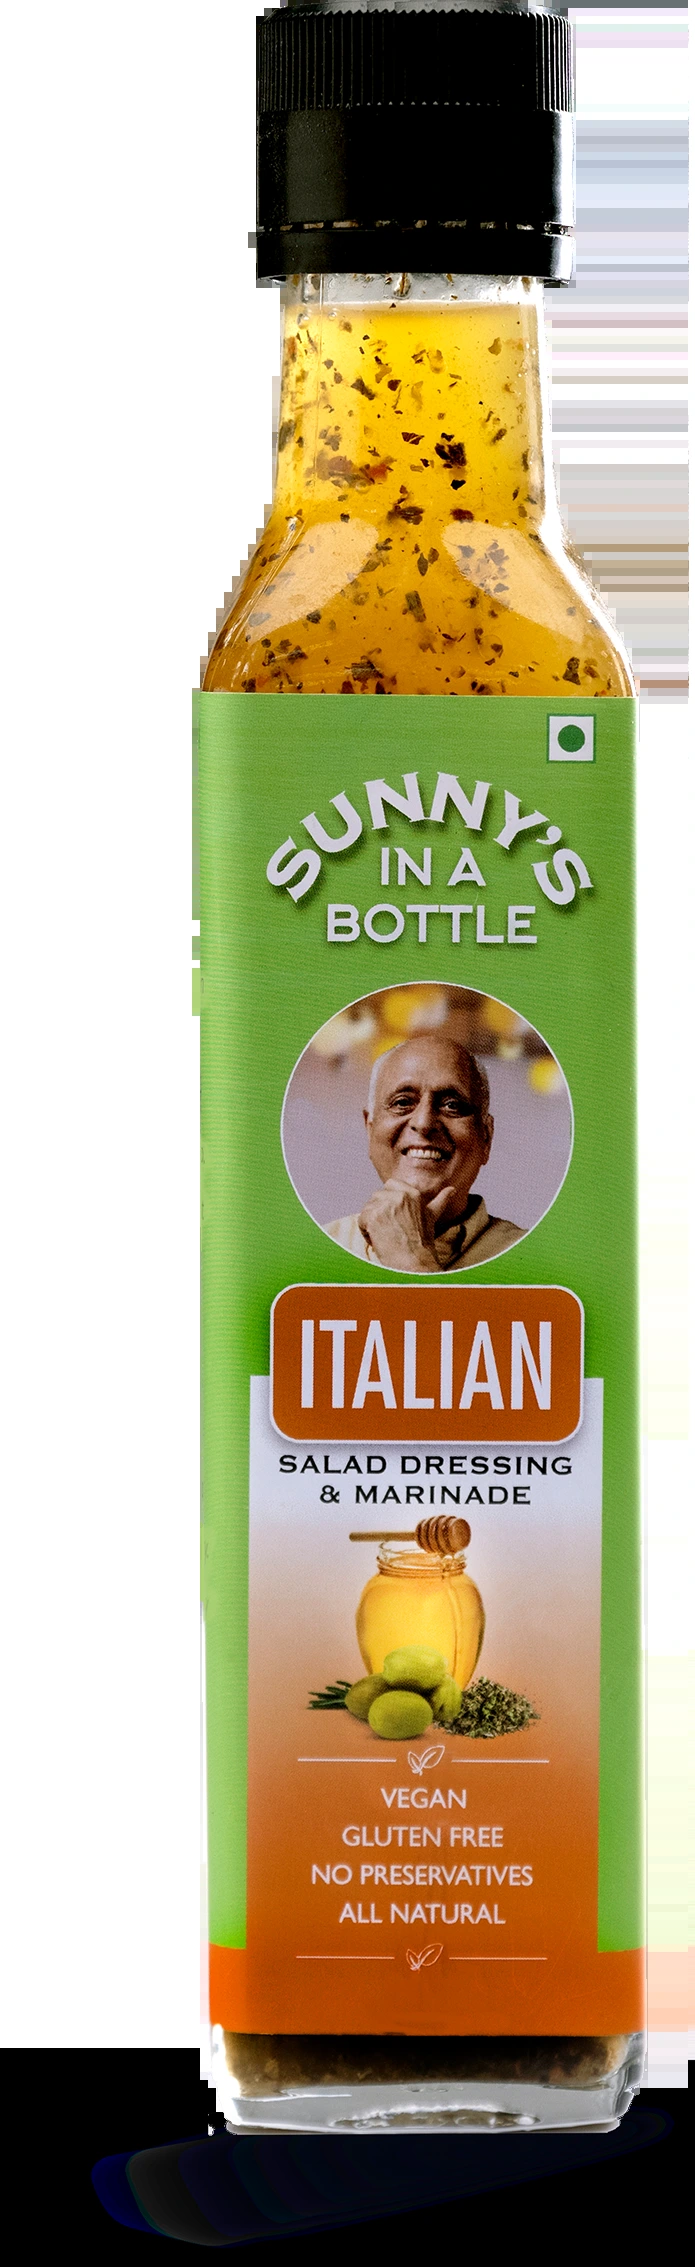 SUNNY'S
IN A
BOTTLE
ITALIAN
SALAD DRESSING
& MARINADE
VEGAN
GLUTEN FREE
NO PRESERVATIVES
ALL NATURAL